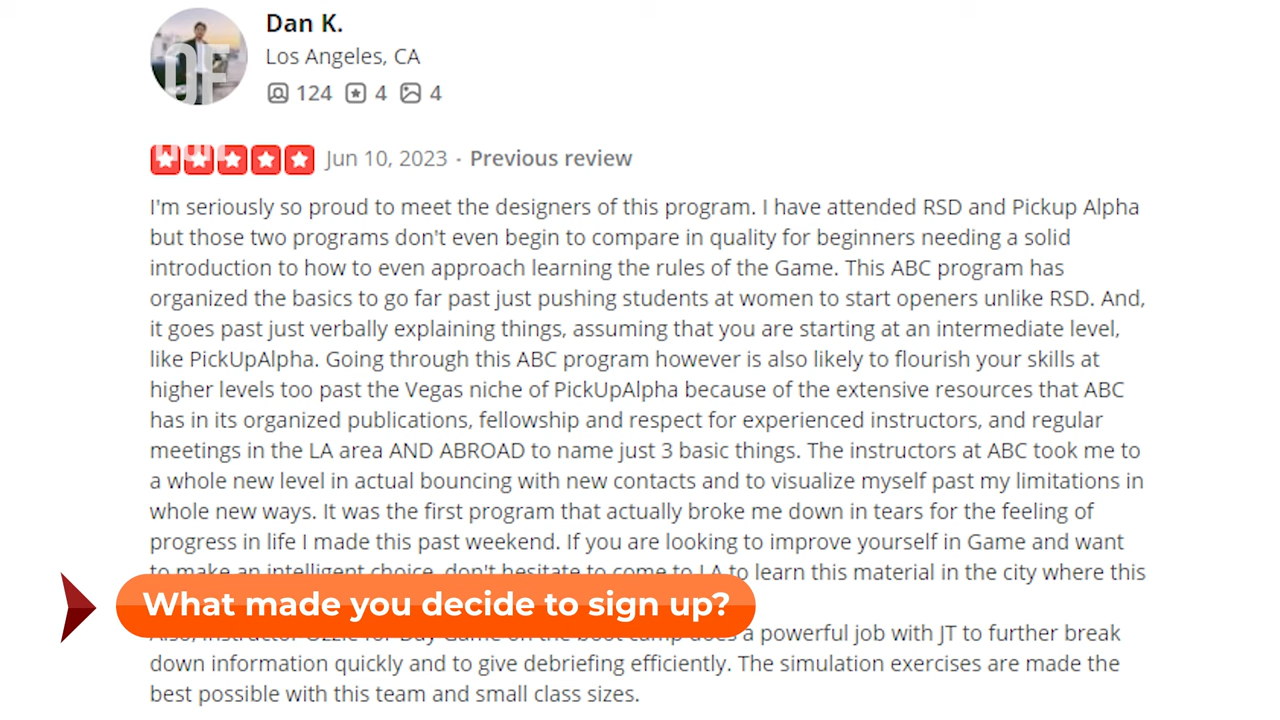 Dan K.
Los Angeles, CA
124 4 4
OF
Jun 10, 2023 · Previous review
I'm seriously so proud to meet the designers of this program. I have attended RSD and Pickup Alpha
but those two programs don't even begin to compare in quality for beginners needing a solid
introduction to how to even approach learning the rules of the Game. This ABC program has
organized the basics to go far past just pushing students at women to start openers unlike RSD. And,
it goes past just verbally explaining things, assuming that you are starting at an intermediate level,
like PickUpAlpha. Going through this ABC program however is also likely to flourish your skills at
higher levels too past the Vegas niche of PickUpAlpha because of the extensive resources that ABC
has in its organized publications, fellowship and respect for experienced instructors, and regular
meetings in the LA area AND ABROAD to name just 3 basic things. The instructors at ABC took me to
a whole new level in actual bouncing with new contacts and to visualize myself past my limitations in
whole new ways. It was the first program that actually broke me down in tears for the feeling of
progress in life I made this past weekend. If you are looking to improve yourself in Game and want
to make an intelligent choice, don't hesitate to come to LA to learn this material in the city where this
What made you decide to sign up?
Also, Instructor Ozzie for Day Game on the boot camp does a powerful job with JT to further break
down information quickly and to give debriefing efficiently. The simulation exercises are made the
best possible with this team and small class sizes.